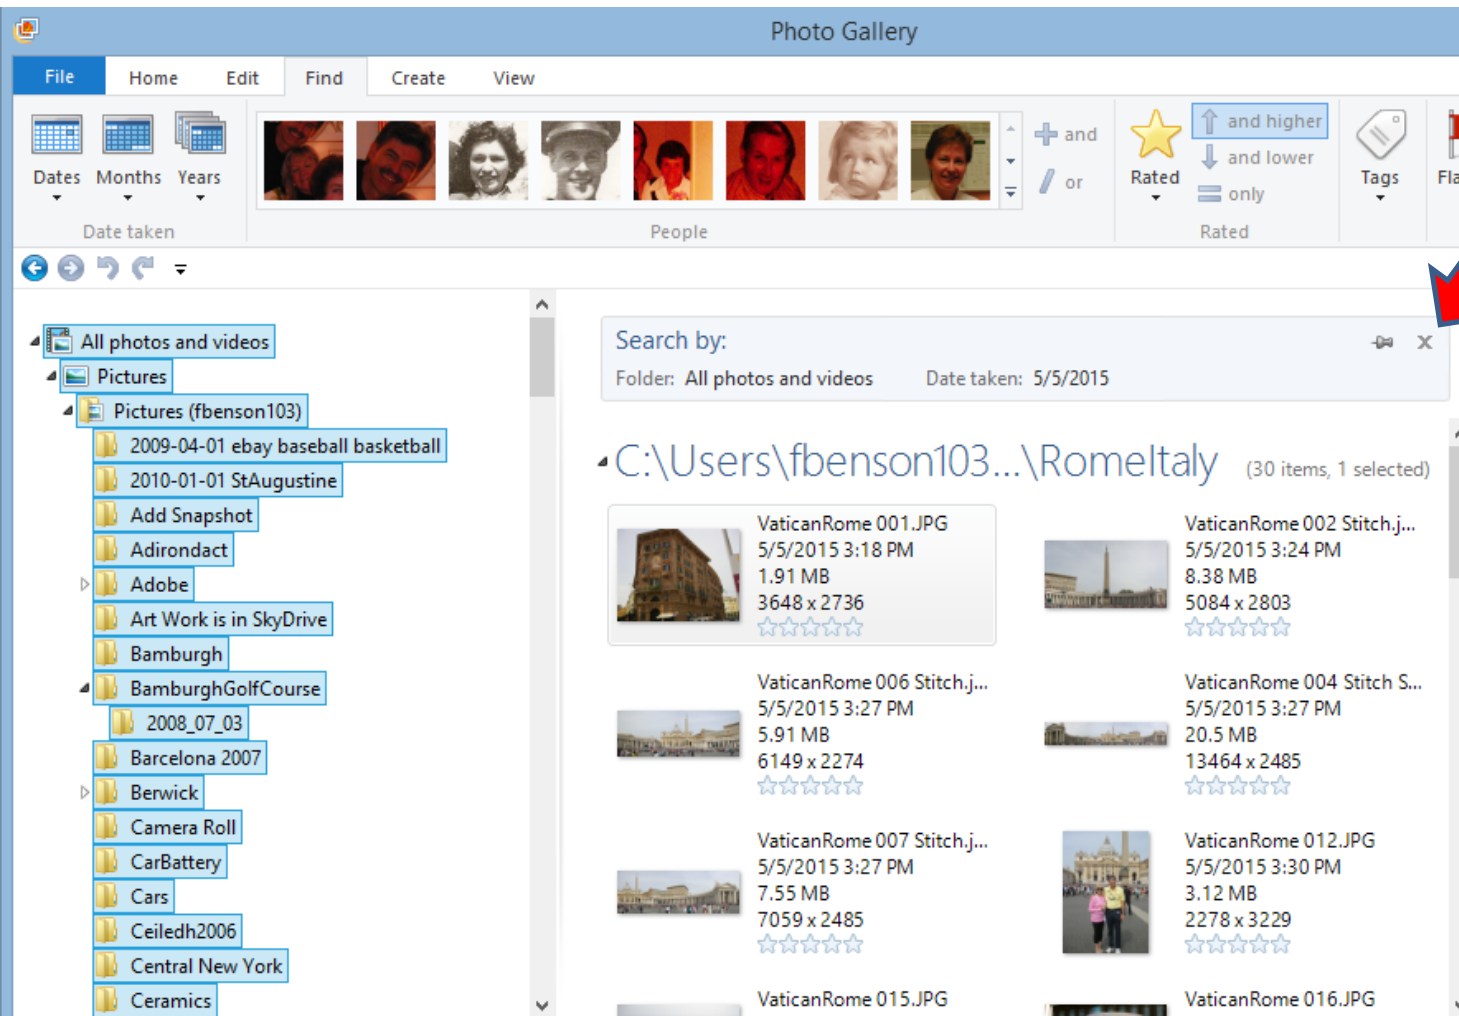 Photo Gallery
File Home Edit Find Create View
and
and higher
and lower
or
only
Dates Months Years
Rated
Tags
Date taken
People
Rated
All photos and videos
Pictures
Pictures (fbenson103)
2009-04-01 ebay baseball basketball
2010-01-01 StAugustine
Add Snapshot
Adirondact
Adobe
Art Work is in SkyDrive
Bamburgh
BamburghGolfCourse
2008_07_03
Barcelona 2007
Berwick
Camera Roll
CarBattery
Cars
Ceiledh2006
Central New York
Ceramics
Search by:
Folder: All photos and videos Date taken: 5/5/2015
C:\Users\fbenson103...\RomeItaly (30 items, 1 selected)
VaticanRome 001.JPG
5/5/2015 3:18 PM
1.91 MB
3648 x 2736
VaticanRome 002 Stitch.j...
5/5/2015 3:24 PM
8.38 MB
5084 x 2803
VaticanRome 006 Stitch.j...
5/5/2015 3:27 PM
5.91 MB
6149 x 2274
VaticanRome 004 Stitch S...
5/5/2015 3:27 PM
20.5 MB
13464 x 2485
VaticanRome 007 Stitch.j...
5/5/2015 3:27 PM
7.55 MB
7059 x 2485
VaticanRome 012.JPG
5/5/2015 3:30 PM
3.12 MB
2278 x 3229
VaticanRome 015.JPG
VaticanRome 016.JPG